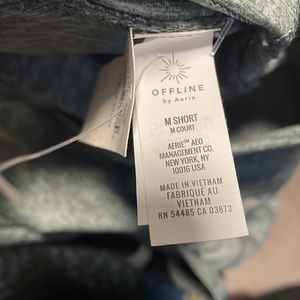 OFFLINE
by Aerie
M SHORT
M COURT
AERIE™ AEO
MANAGEMENT CO.
NEW YORK, NY
10016 USA
MADE IN VIETNAM
FABRIQUÉ AU
VIETNAM
RN 54485 CA 03873